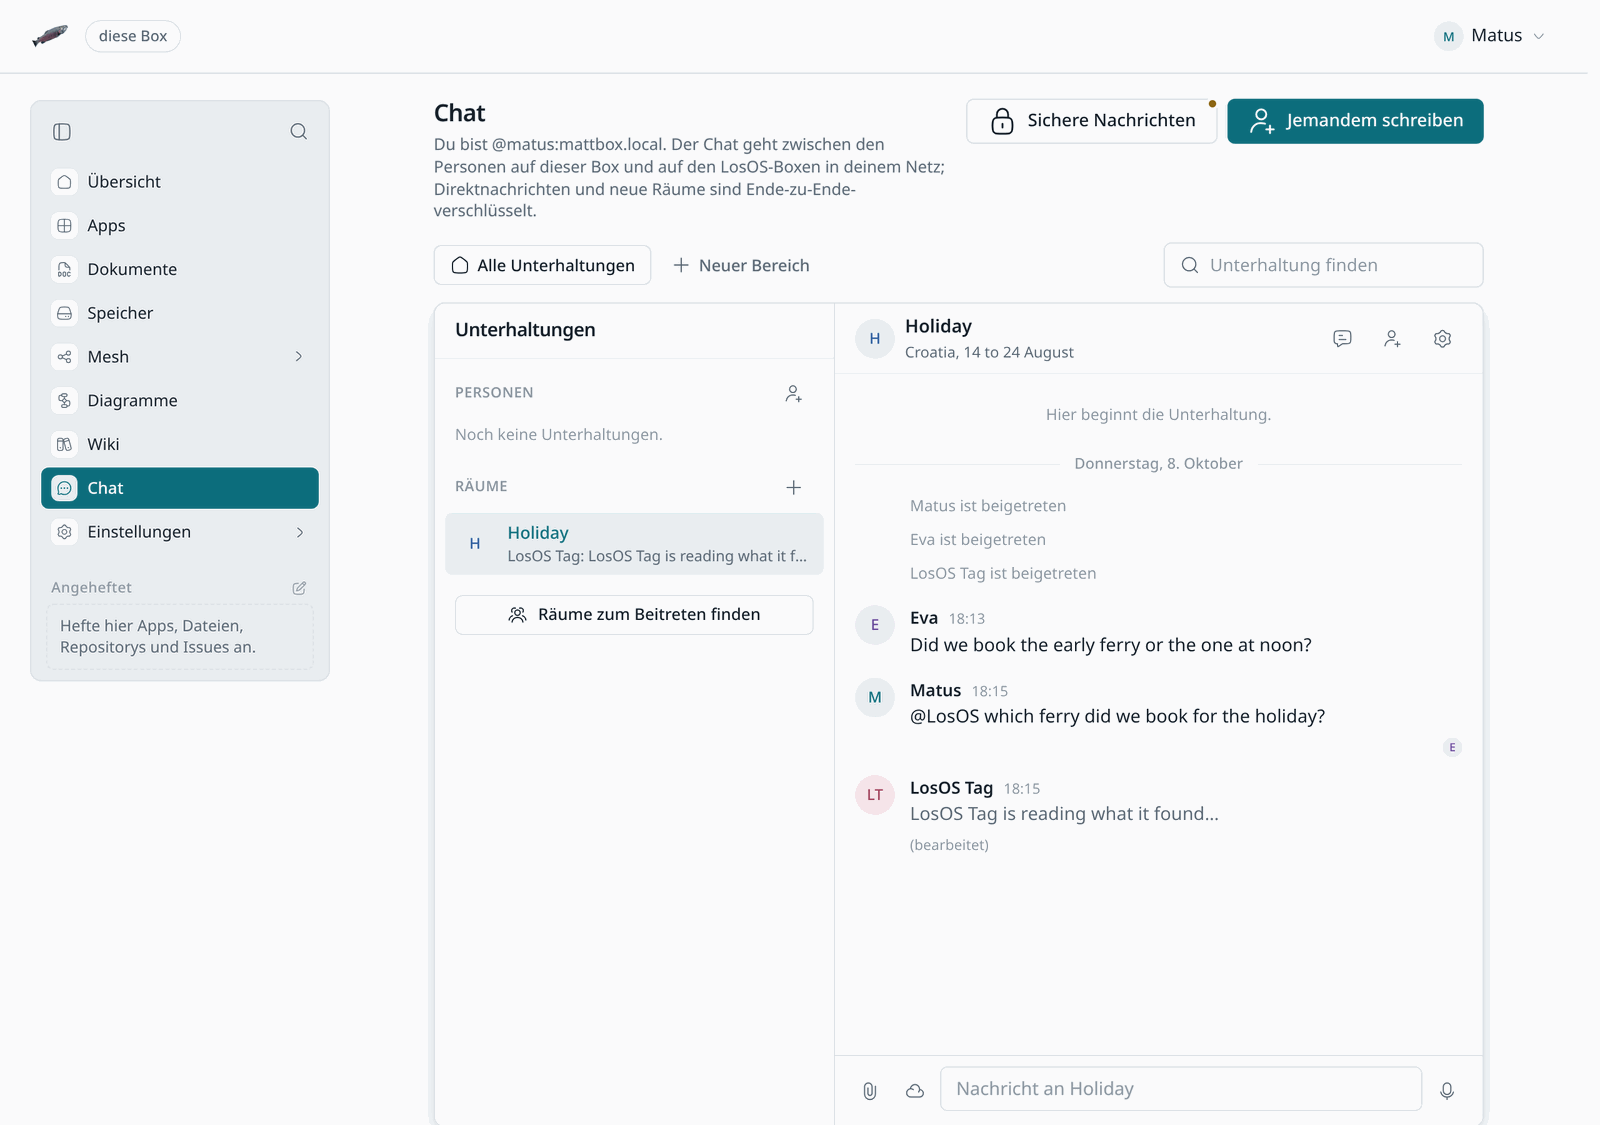 diese Box
M Matus
Übersicht
Apps
Dokumente
Speicher
Mesh
Diagramme
Wiki
Chat
Einstellungen
Angeheftet
Hefte hier Apps, Dateien,
Repositorys und Issues an.
Chat
Du bist @matus:mattbox.local. Der Chat geht zwischen den
Personen auf dieser Box und auf den LosOS-Boxen in deinem Netz;
Direktnachrichten und neue Räume sind Ende-zu-Ende-
verschlüsselt.
Sichere Nachrichten
Jemandem schreiben
Alle Unterhaltungen
Neuer Bereich
Unterhaltung finden
Unterhaltungen
PERSONEN
Noch keine Unterhaltungen.
RÄUME
H
Holiday
LosOS Tag: LosOS Tag is reading what it f...
Räume zum Beitreten finden
H
Holiday
Croatia, 14 to 24 August
Hier beginnt die Unterhaltung.
Donnerstag, 8. Oktober
Matus ist beigetreten
Eva ist beigetreten
LosOS Tag ist beigetreten
E
Eva 18:13
Did we book the early ferry or the one at noon?
M
Matus 18:15
@LosOS which ferry did we book for the holiday?
E
LT
LosOS Tag 18:15
LosOS Tag is reading what it found...
(bearbeitet)
Nachricht an Holiday